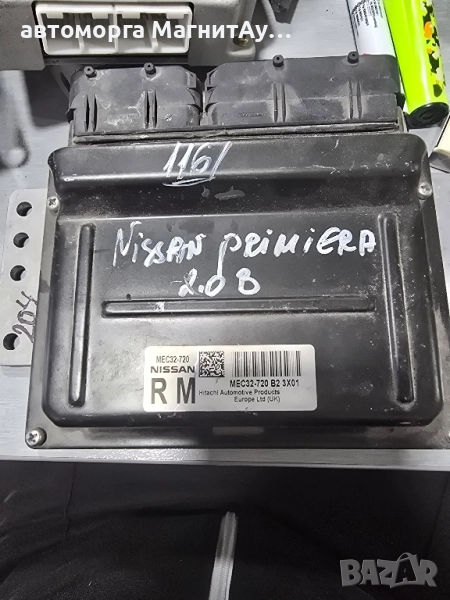 автоморга МагнитАу…
1161
NISSAN PRIMIERA
2.0 B
204
MEC32-720
NISSAN
R M
MEC32-720 B2 3X01
Hitachi Automotive Products
Europe Ltd (UK)
BAZAR